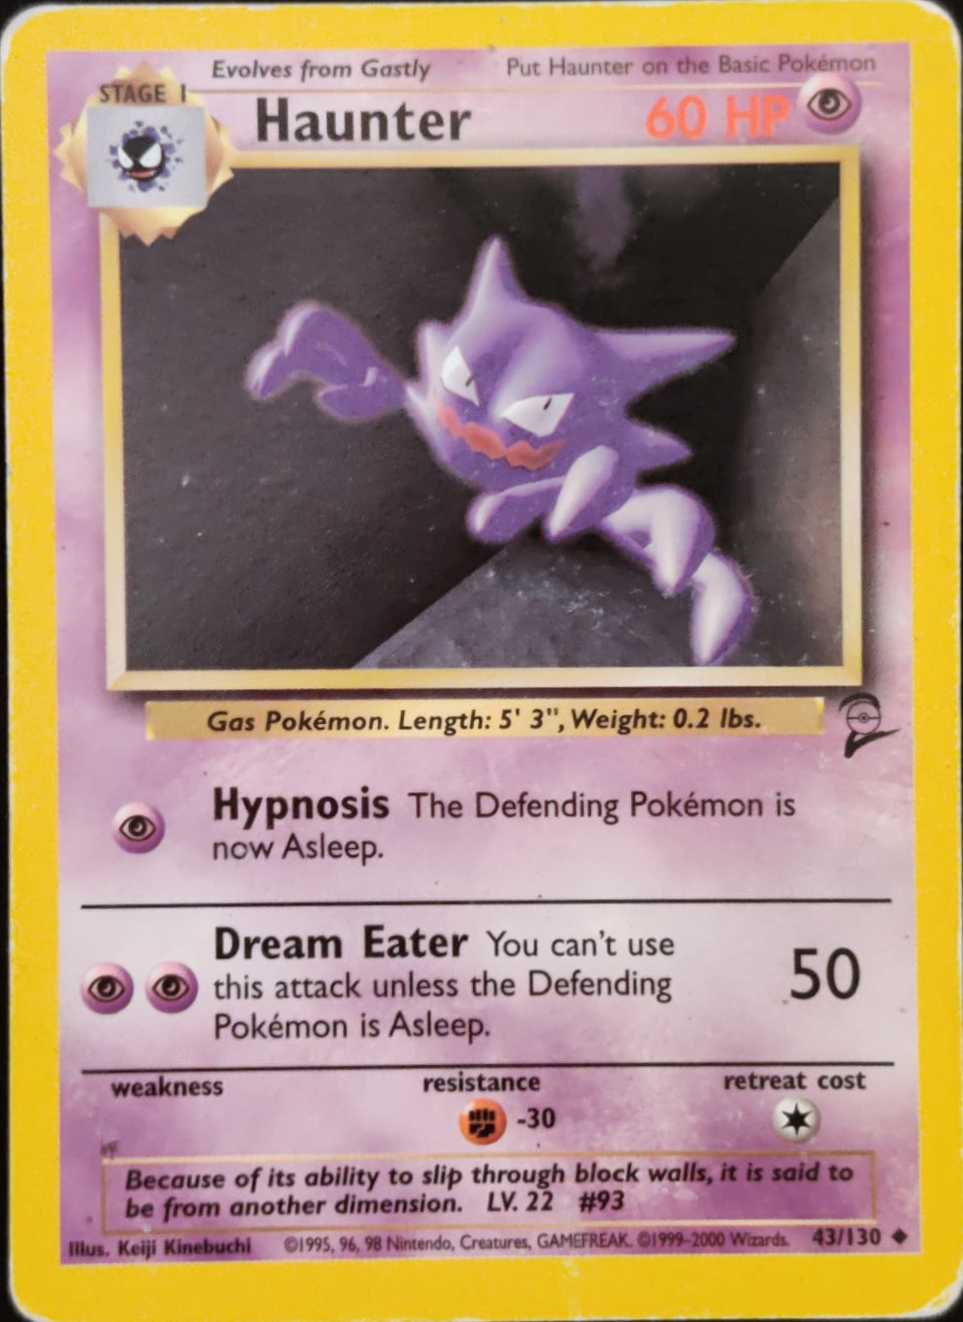 Evolves from Gastly Put Haunter on the Basic Pokémon
STAGE 1
Haunter 60 HP
Gas Pokémon. Length: 5' 3", Weight: 0.2 lbs.
Hypnosis The Defending Pokémon is
now Asleep.
Dream Eater You can't use
this attack unless the Defending
Pokémon is Asleep.
50
weakness resistance retreat cost
-30
Because of its ability to slip through block walls, it is said to
be from another dimension. LV. 22 #93
Illus. Keiji Kinebuchi ©1995, 96, 98 Nintendo, Creatures, GAMEFREAK. ©1999-2000 Wizards. 43/130